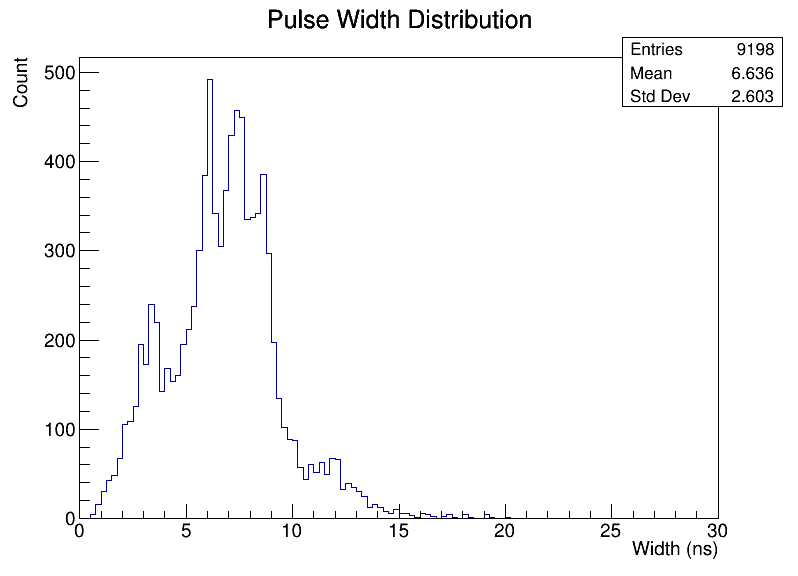 Pulse Width Distribution
Entries 9198
Mean 6.636
Std Dev 2.603
Count
500
400
300
200
100
0
0 5 10 15 20 25 30
Width (ns)